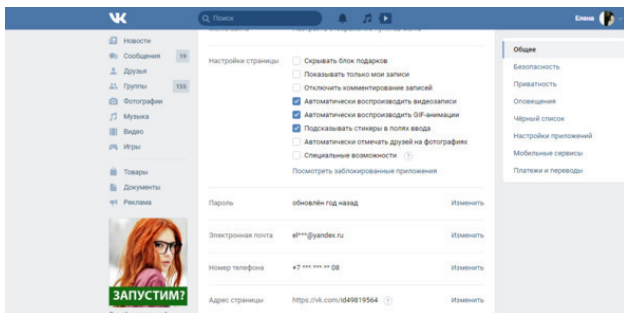 Поиск
Елена
Новости
Сообщения 19
Друзья
Группы 155
Фотографии
Музыка
Видео
Игры
Товары
Документы
Реклама
ЗАПУСТИМ?
Настройки страницы
Скрывать блок подарков
Показывать только мои записи
Отключить комментирование записей
Автоматически воспроизводить видеозаписи
Автоматически воспроизводить GIF-анимации
Подсказывать стикеры в полях ввода
Автоматически отмечать друзей на фотографиях
Специальные возможности ?
Посмотреть заблокированные приложения
Пароль обновлён год назад Изменить
Электронная почта el***@yandex.ru Изменить
Номер телефона +7 *** *** ** 08 Изменить
Адрес страницы https://vk.com/id49819564 ? Изменить
Общее
Безопасность
Приватность
Оповещения
Чёрный список
Настройки приложений
Мобильные сервисы
Платежи и переводы